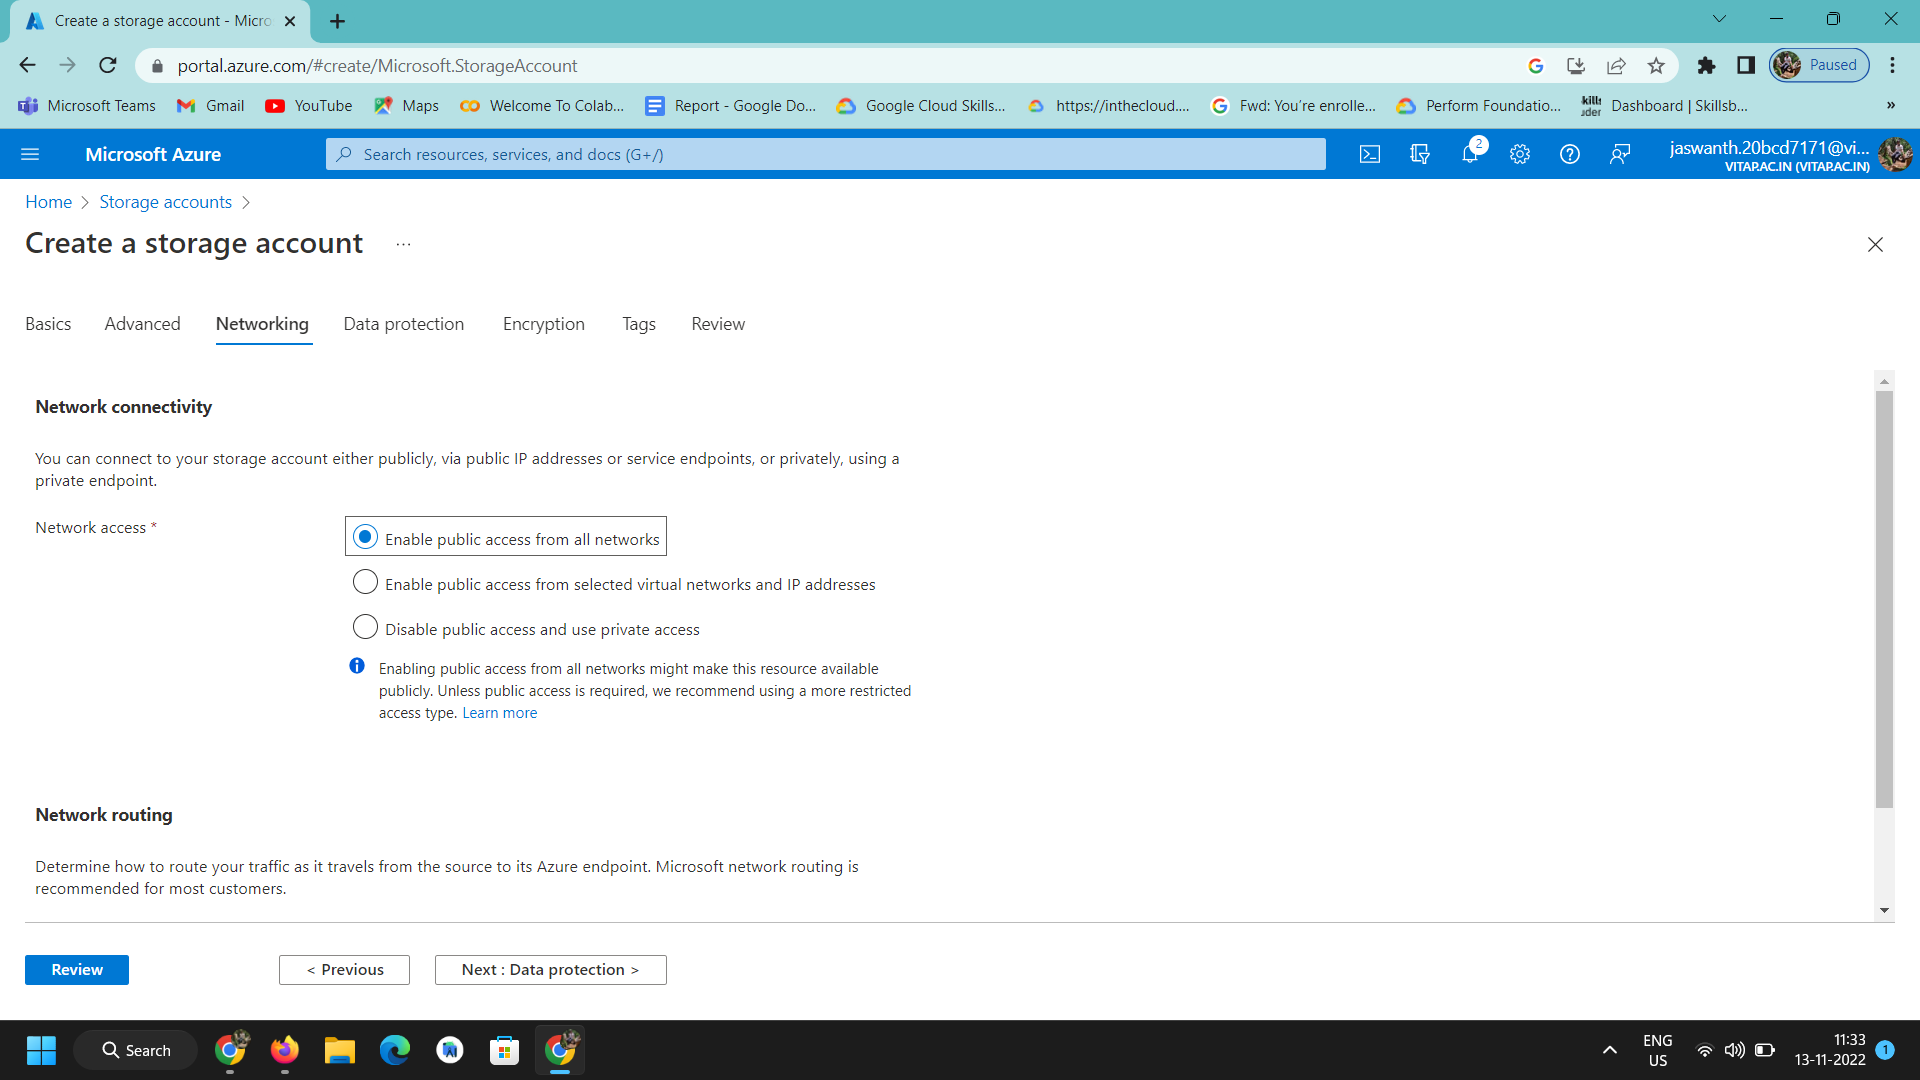 Create a storage account - Micro
portal.azure.com/#create/Microsoft.StorageAccount
Paused
Microsoft Teams
Gmail
YouTube
Maps
Welcome To Colab...
Report - Google Do...
Google Cloud Skills...
https://inthecloud....
Fwd: You're enrolle...
Perform Foundatio...
Dashboard | Skillsb...
»
Microsoft Azure
Search resources, services, and docs (G+/)
2
jaswanth.20bcd7171@vi...
VITAP.AC.IN (VITAP.AC.IN)
Home > Storage accounts >
Create a storage account ...
Basics
Advanced
Networking
Data protection
Encryption
Tags
Review
Network connectivity
You can connect to your storage account either publicly, via public IP addresses or service endpoints, or privately, using a
private endpoint.
Network access *
Enable public access from all networks
Enable public access from selected virtual networks and IP addresses
Disable public access and use private access
Enabling public access from all networks might make this resource available
publicly. Unless public access is required, we recommend using a more restricted
access type. Learn more
Network routing
Determine how to route your traffic as it travels from the source to its Azure endpoint. Microsoft network routing is
recommended for most customers.
Review
< Previous
Next : Data protection >
Search
ENG
US
11:33
13-11-2022
1